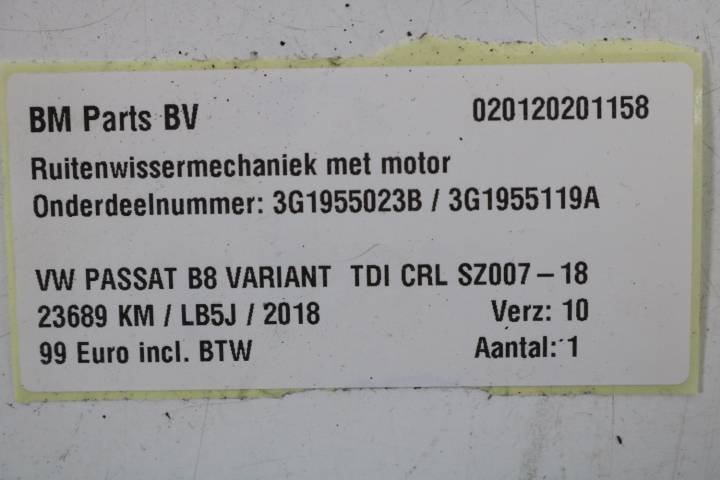 BM Parts BV 020120201158
Ruitenwissermechaniek met motor
Onderdeelnummer: 3G1955023B / 3G1955119A
VW PASSAT B8 VARIANT TDI CRL SZ007-18
23689 KM / LB5J / 2018 Verz: 10
99 Euro incl. BTW Aantal: 1